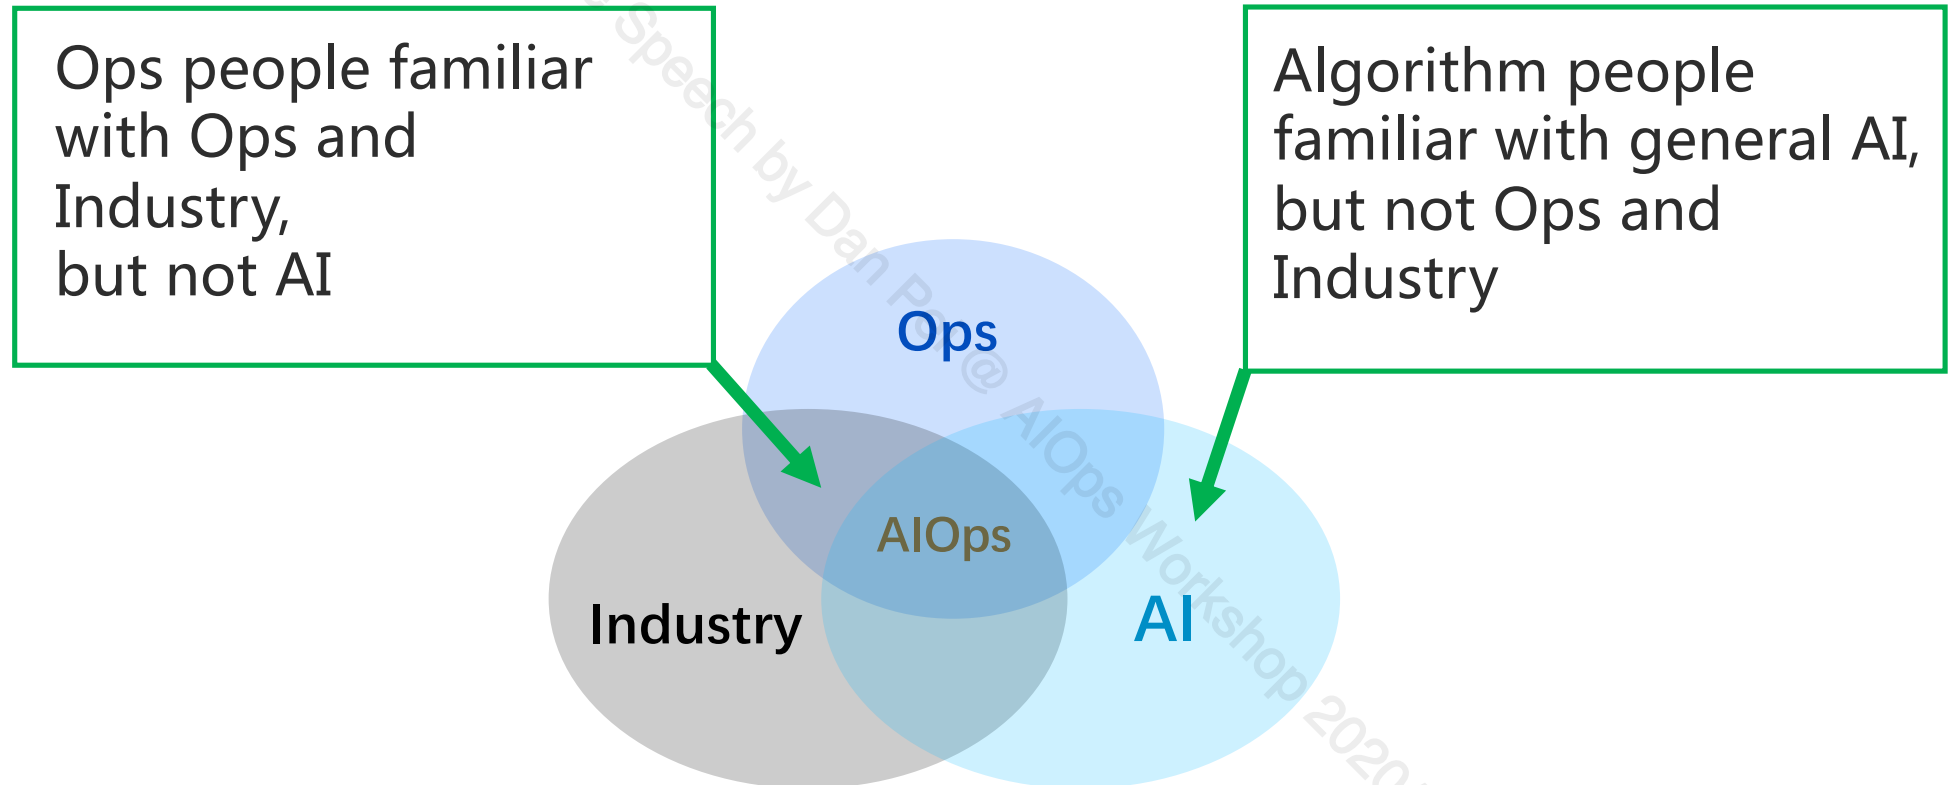 Ops people familiar
with Ops and
Industry,
but not AI
Algorithm people
familiar with general AI,
but not Ops and
Industry
Ops
AIOps
Industry
AI
Speech by Dan Pei @ AIOps Workshop 2020